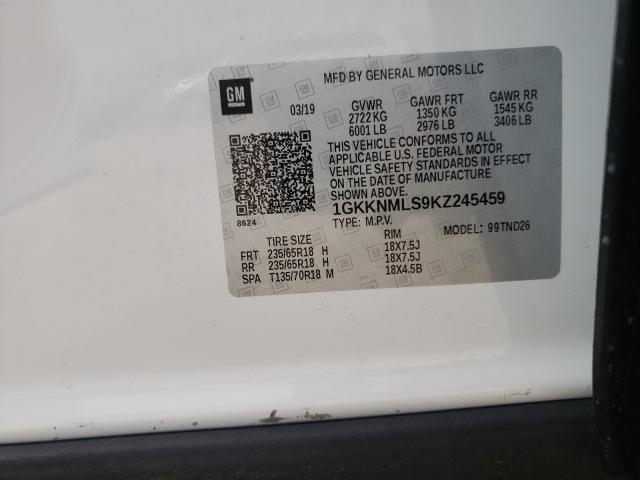 GM
MFD BY GENERAL MOTORS LLC
03/19 GVWR GAWR FRT GAWR RR
2722 KG 1350 KG 1545 KG
6001 LB 2976 LB 3406 LB
THIS VEHICLE CONFORMS TO ALL
APPLICABLE U.S. FEDERAL MOTOR
VEHICLE SAFETY STANDARDS IN EFFECT
ON THE DATE OF MANUFACTURE
SHOWN ABOVE.
8624
1GKKNMLS9KZ245459
TYPE: M.P.V. MODEL: 99TND26
TIRE SIZE RIM
FRT 235/65R18 H 18X7.5J
RR 235/65R18 H 18X7.5J
SPA T135/70R18 M 18X4.5B